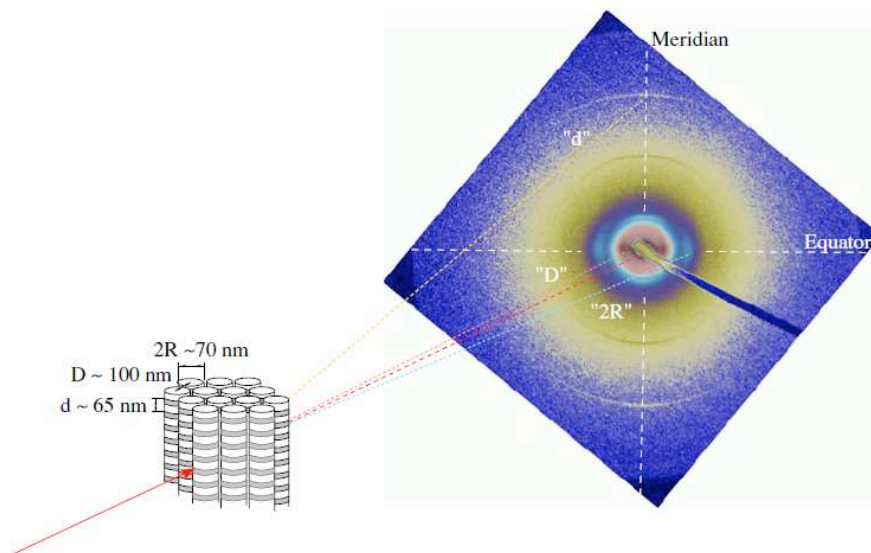 Meridian
"d"
Equator
"D"
"2R"
2R ~70 nm
D ~ 100 nm
d ~ 65 nm